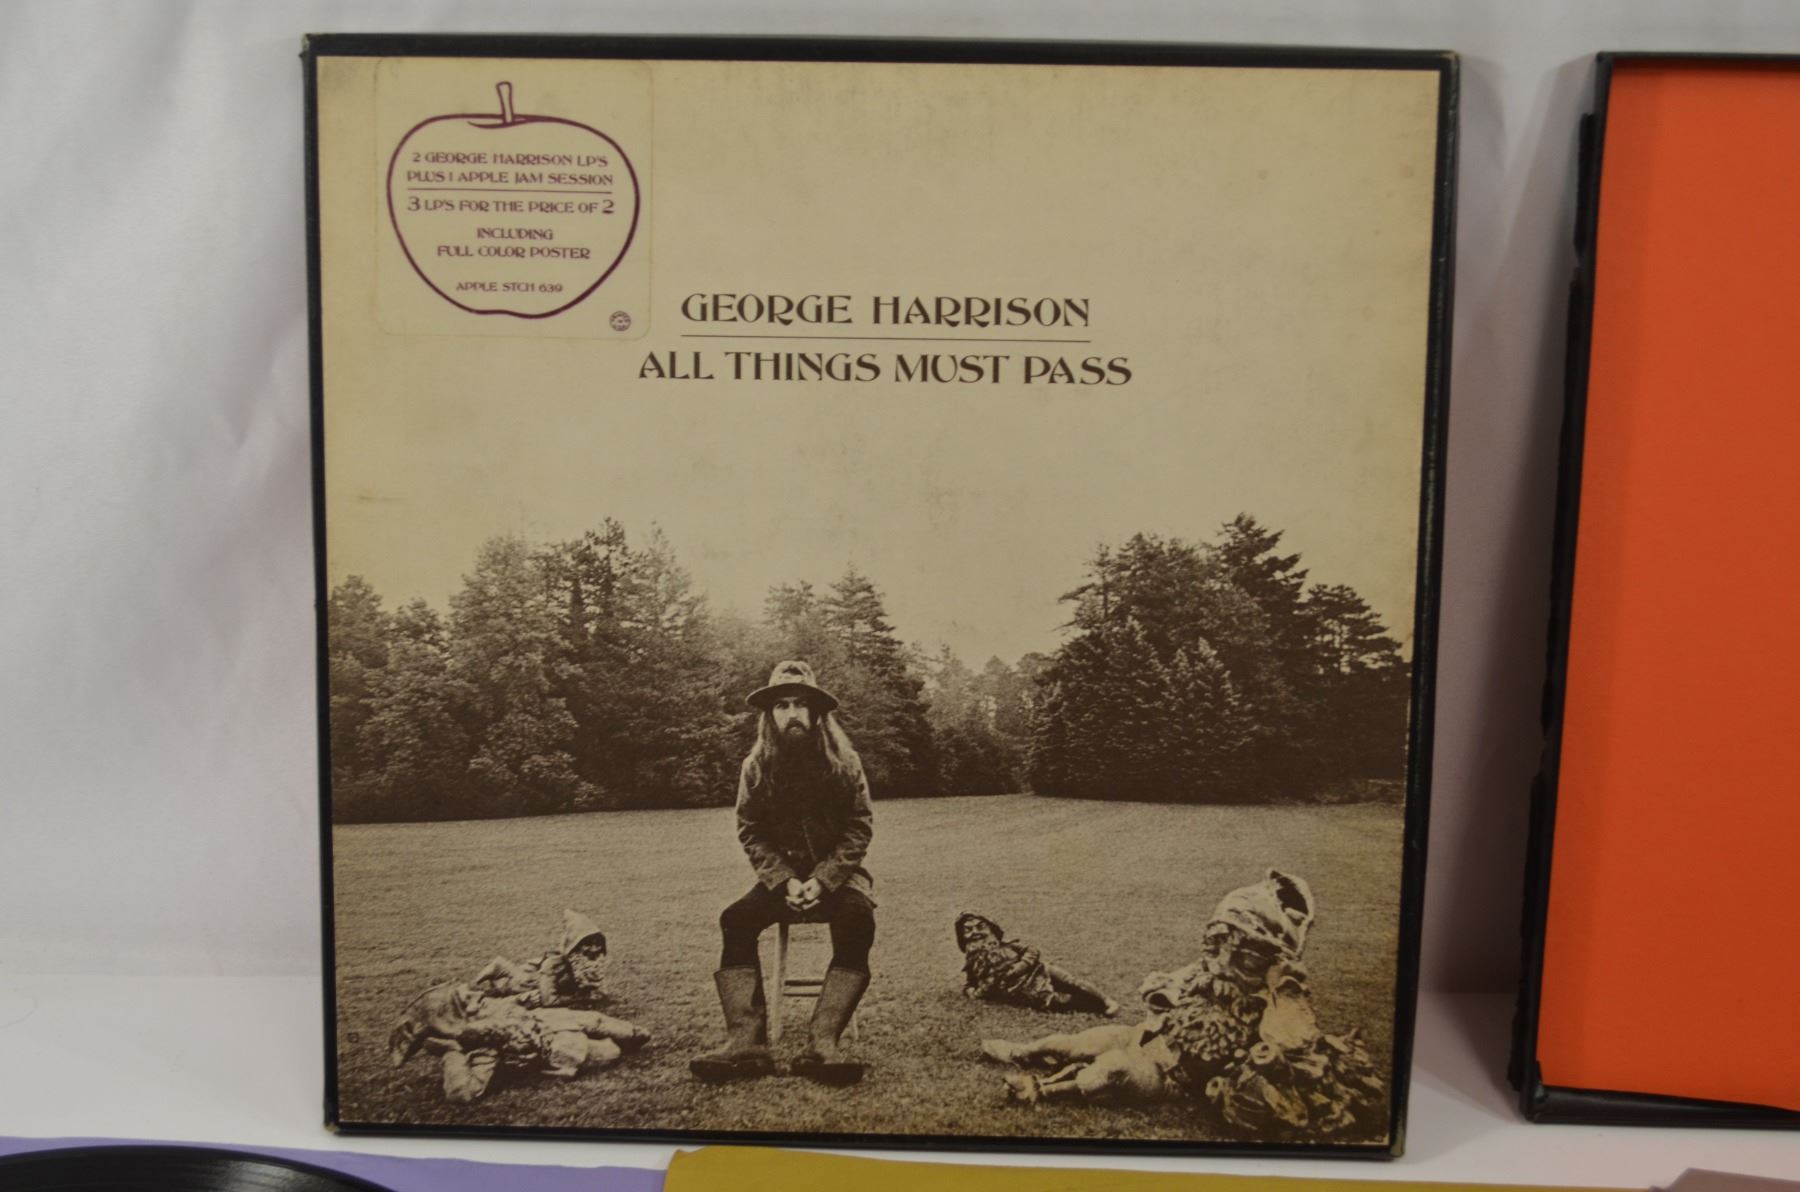 2 GEORGE HARRISON LP'S
PLUS 1 APPLE JAM SESSION
3 LP'S FOR THE PRICE OF 2
INCLUDING
FULL COLOR POSTER
APPLE STCH 639
GEORGE HARRISON
ALL THINGS MUST PASS